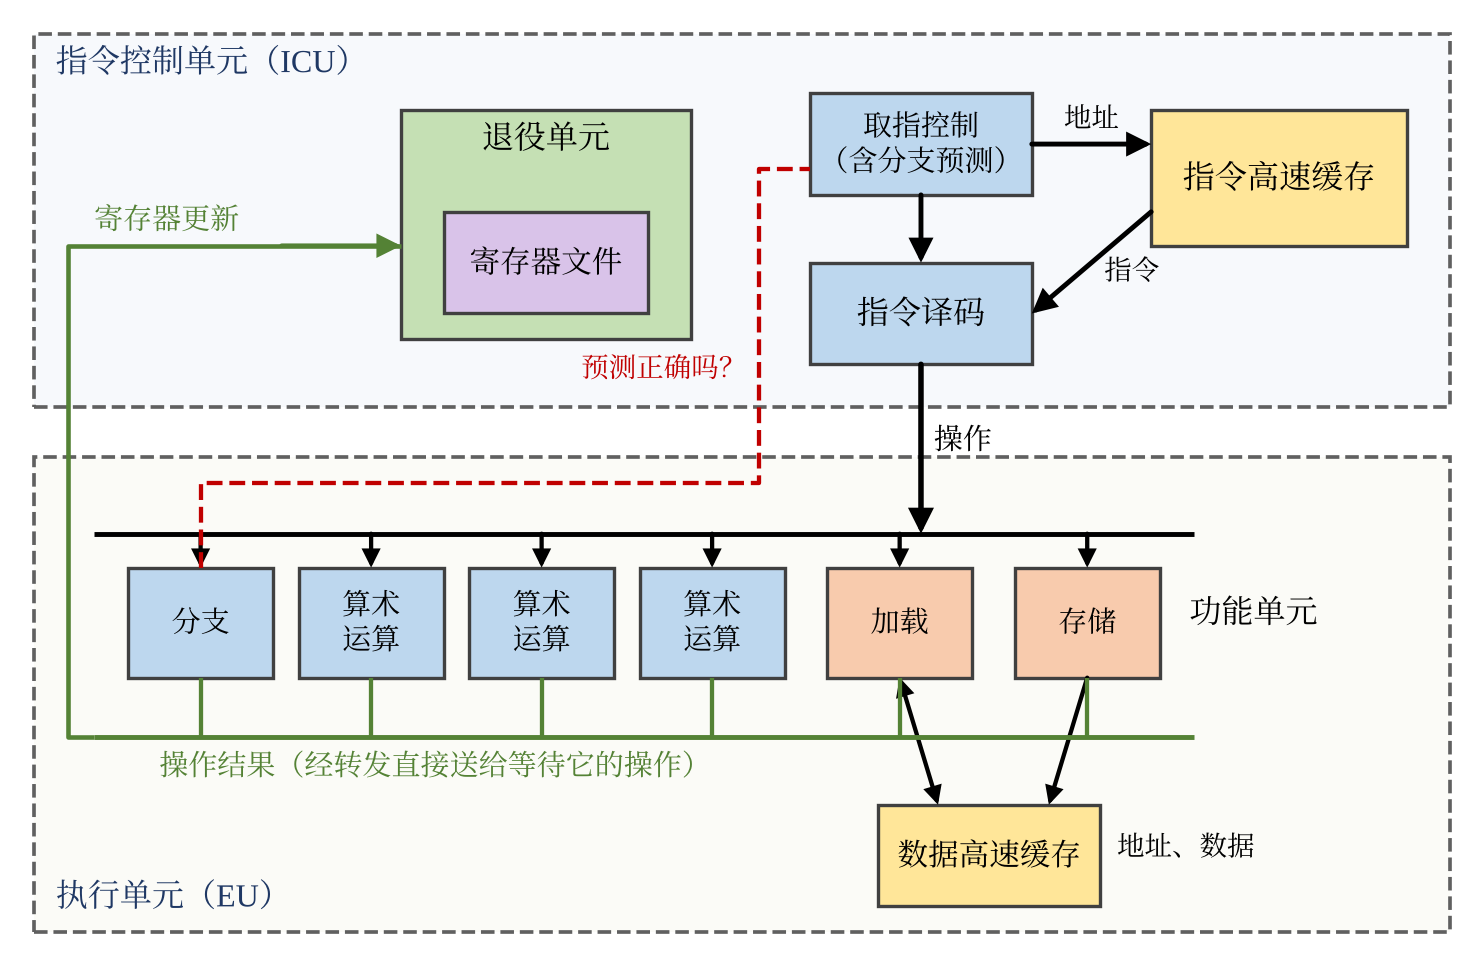 指令控制单元（ICU）
退役单元
寄存器文件
取指控制
（含分支预测）
地址
指令高速缓存
寄存器更新
指令
指令译码
预测正确吗？
操作
分支
算术
运算
算术
运算
算术
运算
加载
存储
功能单元
操作结果（经转发直接送给等待它的操作）
数据高速缓存
地址、数据
执行单元（EU）